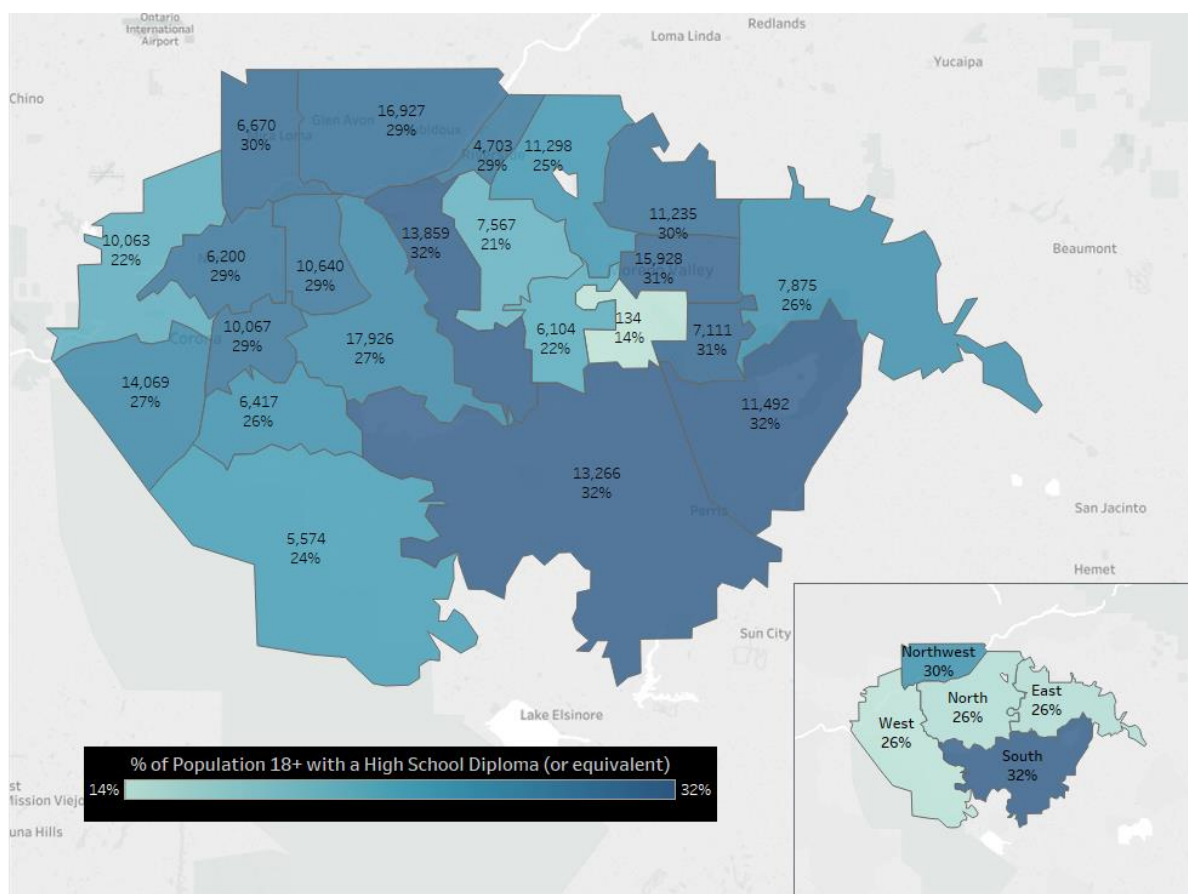 Ontario
International
Airport
Loma Linda
Redlands
Yucaipa
Chino
16,927
29%
Glen Avon
6,670
30%
4,703
29%
11,298
25%
10,063
22%
6,200
29%
10,640
29%
13,859
32%
7,567
21%
11,235
30%
15,928
31%
Beaumont
7,875
26%
10,067
29%
Corona
17,926
27%
6,104
22%
134
14%
7,111
31%
14,069
27%
6,417
26%
11,492
32%
13,266
32%
Perris
San Jacinto
5,574
24%
Hemet
Sun City
Lake Elsinore
Northwest
30%
North
26%
East
26%
West
26%
South
32%
% of Population 18+ with a High School Diploma (or equivalent)
14%
32%
st
Mission Viejo
una Hills